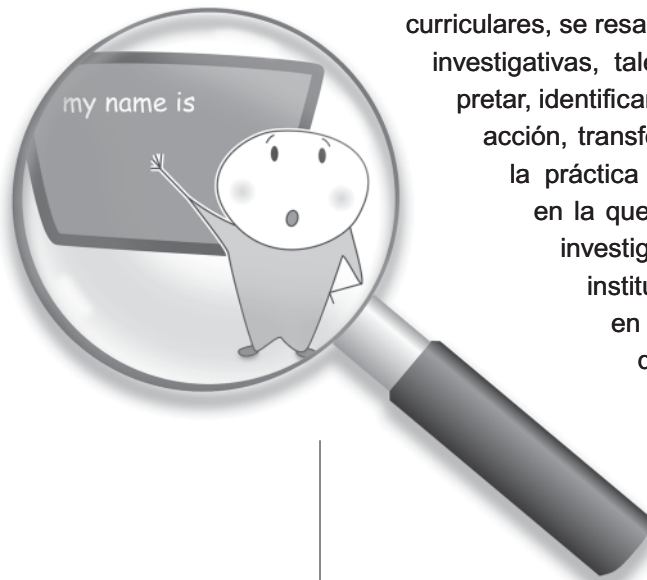 my name is
curriculares, se resa
investigativas, tale
pretar, identificar
acción, transfo
la práctica
en la que
investig
institu
en